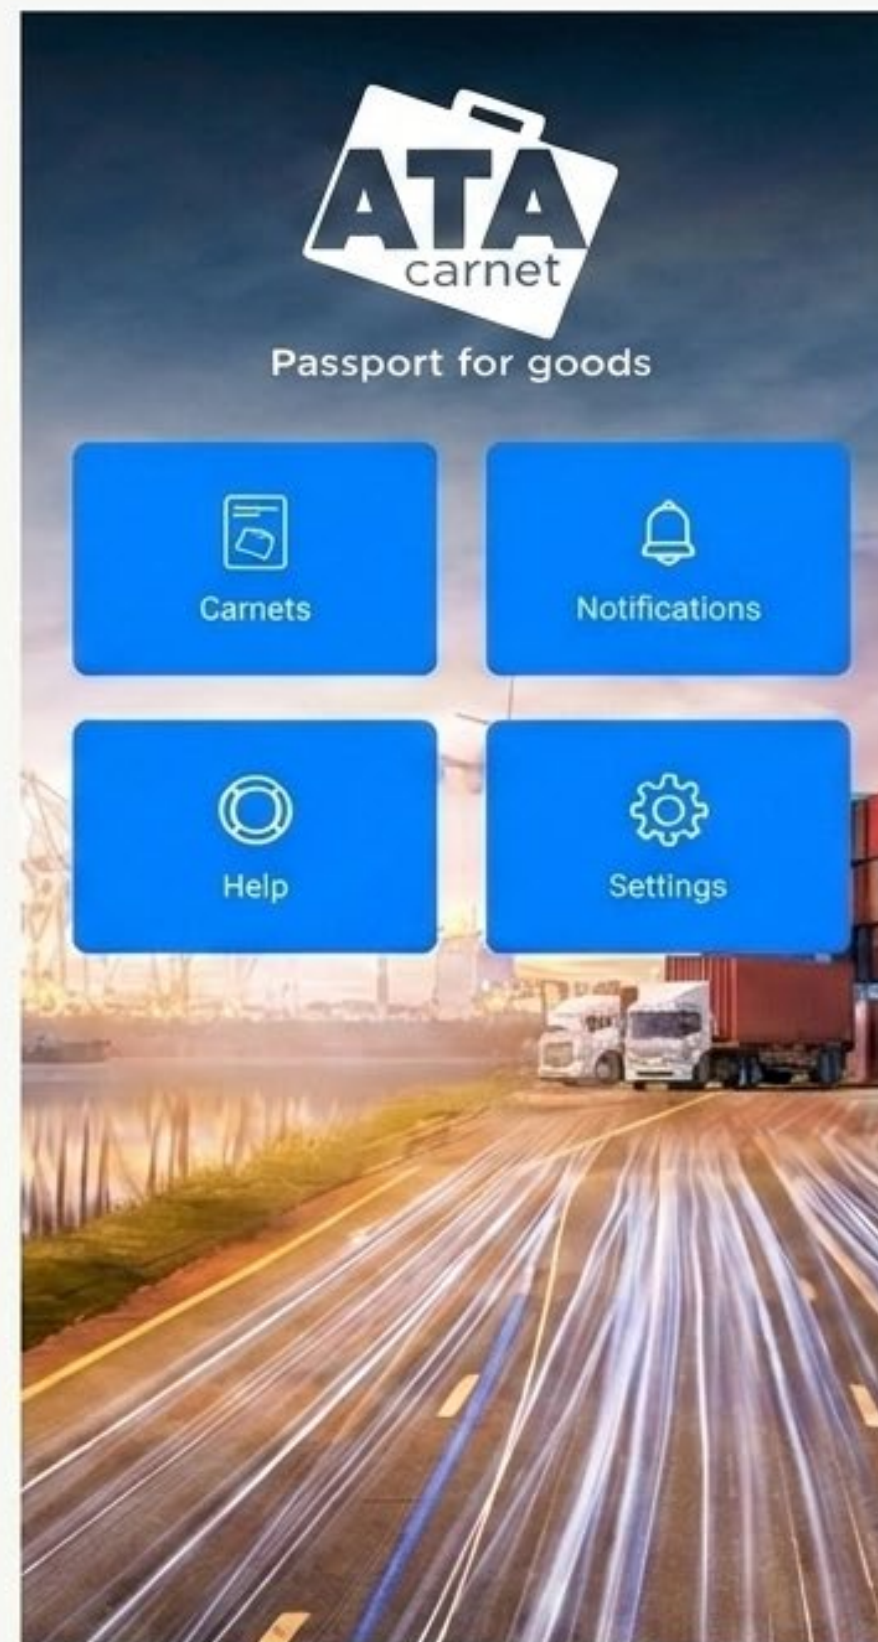 ATA
carnet
Passport for goods
Carnets
Notifications
Help
Settings